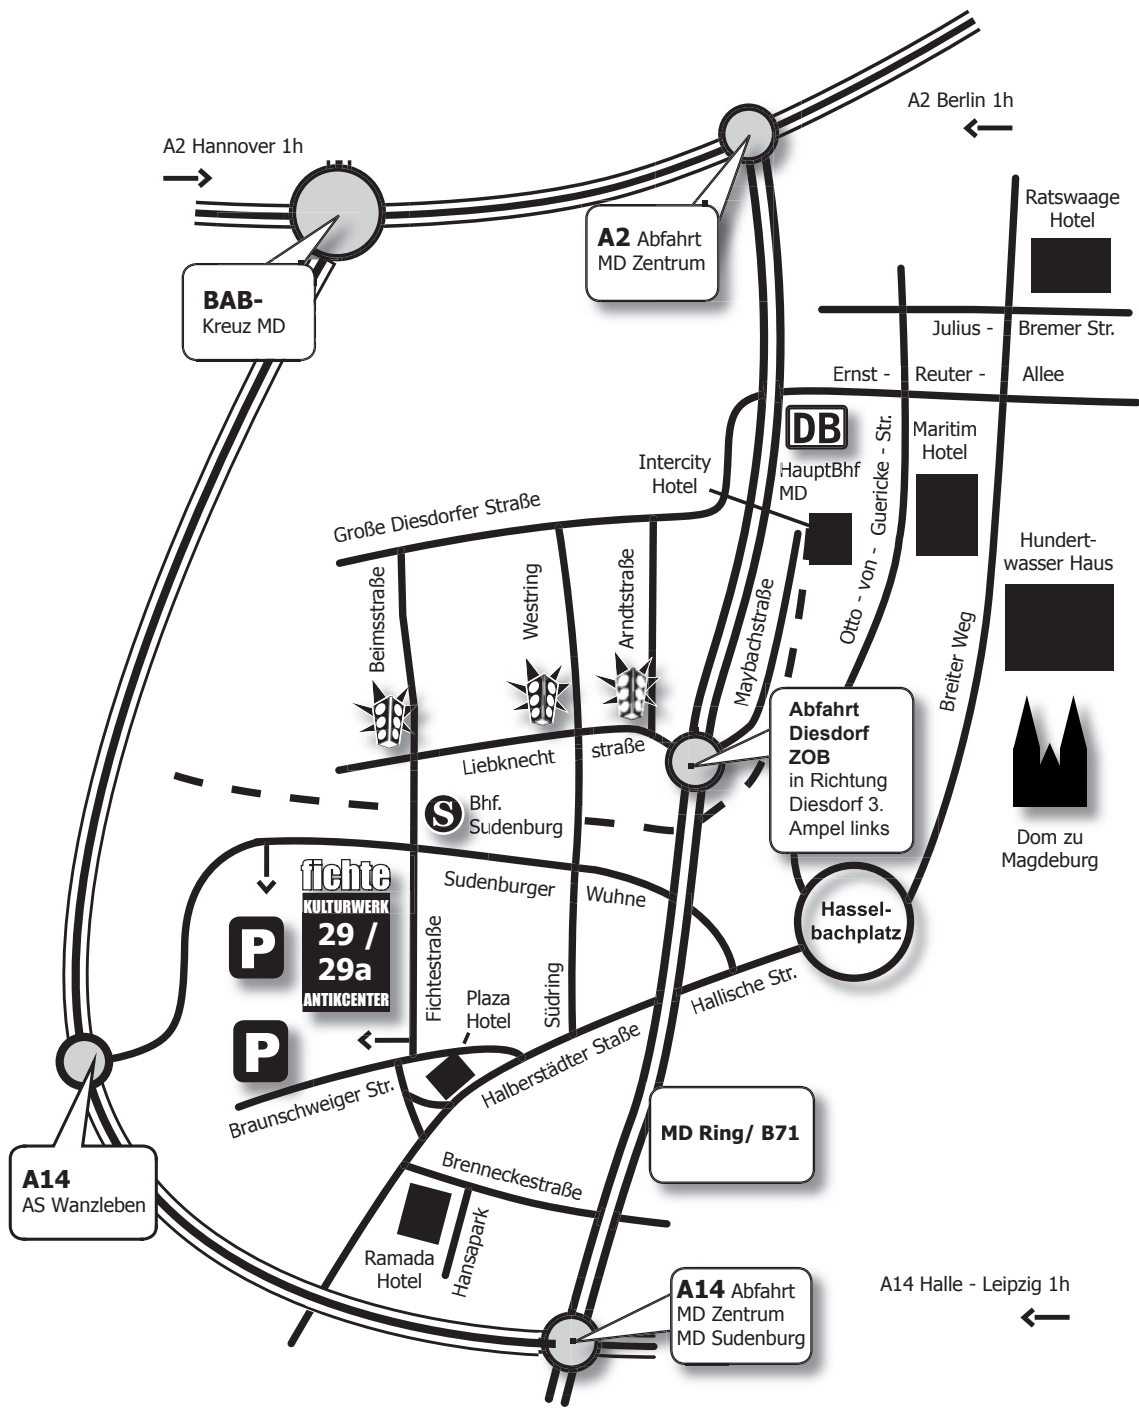 A2 Berlin 1h
A2 Hannover 1h
Ratswaage
Hotel
A2 Abfahrt
MD Zentrum
BAB-
Kreuz MD
Julius - Bremer Str.
Ernst - Reuter - Allee
DB
HauptBhf
MD
Otto - von - Guericke - Str.
Maritim
Hotel
Intercity
Hotel
Große Diesdorfer Straße
Hundert-
wasser Haus
Beimsstraße
Westring
Arndtstraße
Maybachstraße
Breiter Weg
Abfahrt
Diesdorf
ZOB
in Richtung
Diesdorf 3.
Ampel links
Liebknecht straße
S
Bhf.
Sudenburg
Dom zu
Magdeburg
fichte
KULTURWERK
29 /
29a
ANTIKCENTER
P
P
Sudenburger Wuhne
Hassel-
bachplatz
Fichtestraße
Südring
Plaza
Hotel
Hallische Str.
Halberstädter Staße
Braunschweiger Str.
MD Ring/ B71
A14
AS Wanzleben
Brenneckestraße
Ramada
Hotel
Hansapark
A14 Abfahrt
MD Zentrum
MD Sudenburg
A14 Halle - Leipzig 1h